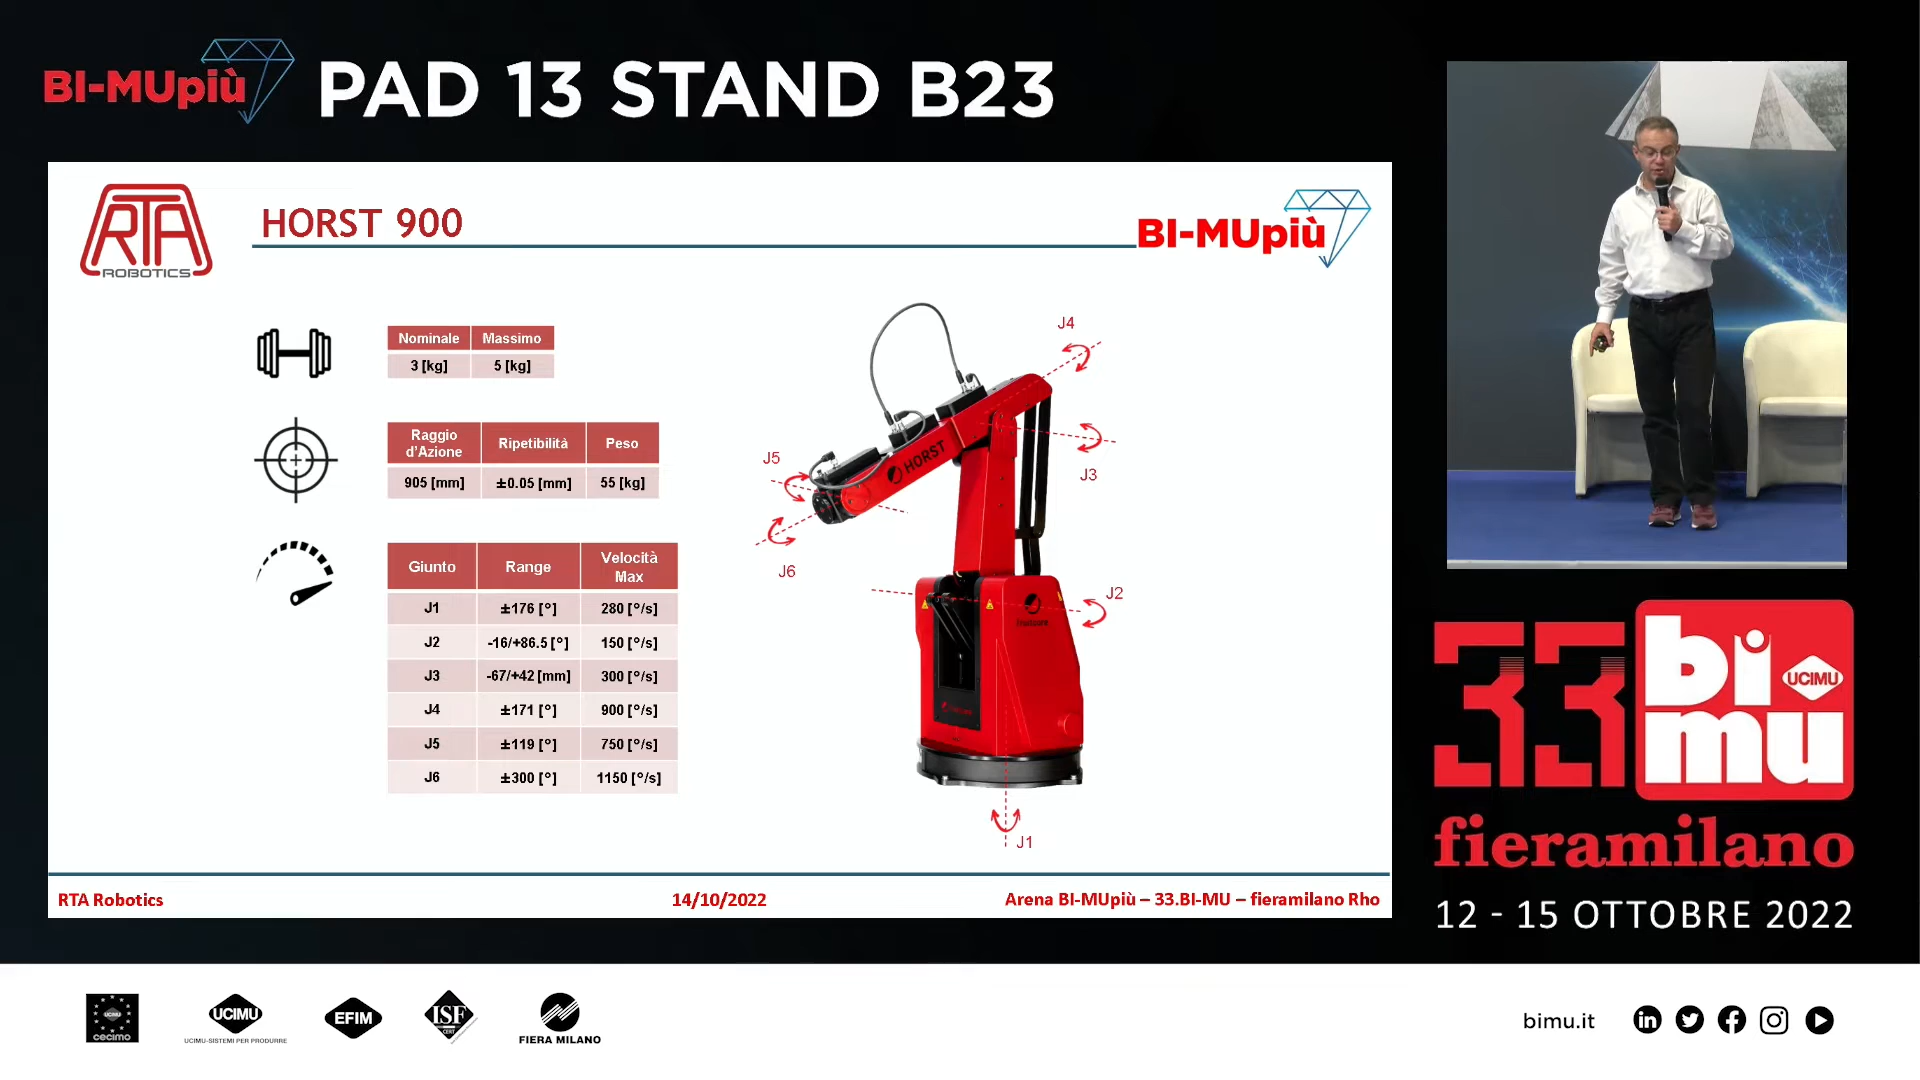 BI-MUpiù PAD 13 STAND B23
RTA
ROBOTICS
HORST 900
BI-MUpiù
Nominale Massimo
3 [kg] 5 [kg]
Raggio d'Azione Ripetibilità Peso
905 [mm] ±0.05 [mm] 55 [kg]
Giunto Range Velocità Max
J1 ±176 [°] 280 [°/s]
J2 -16/+86.5 [°] 150 [°/s]
J3 -67/+42 [mm] 300 [°/s]
J4 ±171 [°] 900 [°/s]
J5 ±119 [°] 750 [°/s]
J6 ±300 [°] 1150 [°/s]
J4
J3
J5
J6
HORST
J2
J1
RTA Robotics 14/10/2022 Arena BI-MUpiù – 33.BI-MU – fieramilano Rho
33 bi mu UCIMU
fieramilano
12 - 15 OTTOBRE 2022
UCIMU
cecimo
UCIMU
UCIMU-SISTEMI PER PRODURRE
EFIM
ISF
CERT
FIERA MILANO
bimu.it
in